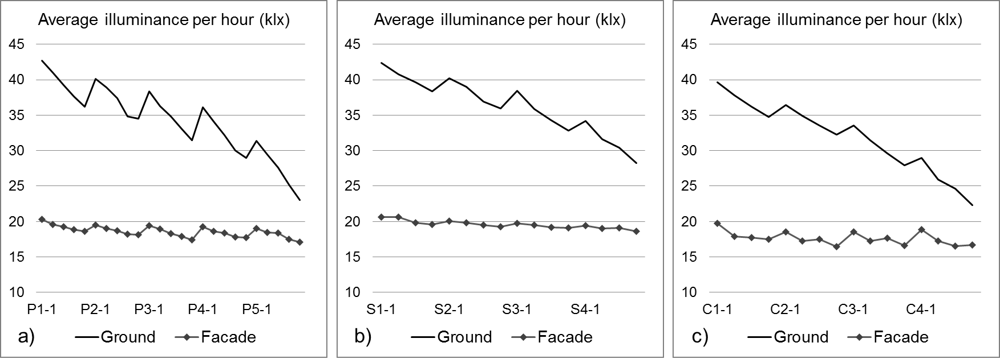 Average illuminance per hour (klx)
45
40
35
30
25
20
15
10
P1-1 P2-1 P3-1 P4-1 P5-1
a) Ground Facade
Average illuminance per hour (klx)
45
40
35
30
25
20
15
10
S1-1 S2-1 S3-1 S4-1
b) Ground Facade
Average illuminance per hour (klx)
45
40
35
30
25
20
15
10
C1-1 C2-1 C3-1 C4-1
c) Ground Facade